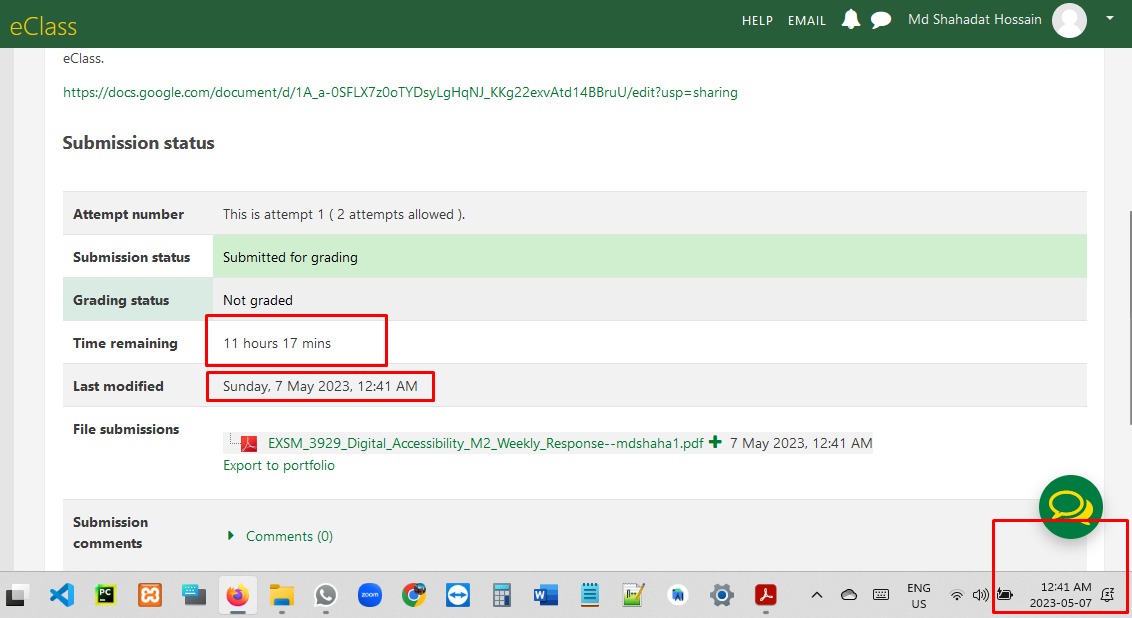 eClass
HELP EMAIL Md Shahadat Hossain
eClass.
https://docs.google.com/document/d/1A_a-0SFLX7z0oTYDsyLgHqNJ_KKg22exvAtd14BBruU/edit?usp=sharing
Submission status
Attempt number This is attempt 1 ( 2 attempts allowed ).
Submission status Submitted for grading
Grading status Not graded
Time remaining 11 hours 17 mins
Last modified Sunday, 7 May 2023, 12:41 AM
File submissions
EXSM_3929_Digital_Accessibility_M2_Weekly_Response--mdshaha1.pdf 7 May 2023, 12:41 AM
Export to portfolio
Submission
comments
Comments (0)
PC
zoom
W
ENG
US
12:41 AM
2023-05-07